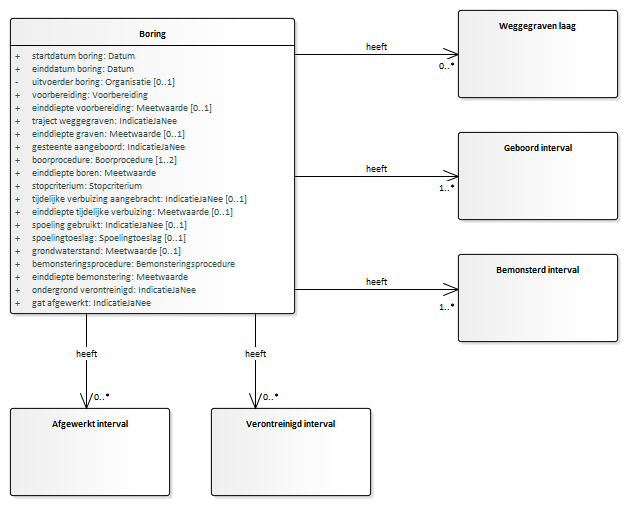 Boring
+ startdatum boring: Datum
+ einddatum boring: Datum
- uitvoerder boring: Organisatie [0..1]
+ voorbereiding: Voorbereiding
+ einddiepte voorbereiding: Meetwaarde [0..1]
+ traject weggegraven: IndicatieJaNee
+ einddiepte graven: Meetwaarde [0..1]
+ gesteente aangeboord: IndicatieJaNee
+ boorprocedure: Boorprocedure [1..2]
+ einddiepte boren: Meetwaarde
+ stopcriterium: Stopcriterium
+ tijdelijke verbuizing aangebracht: IndicatieJaNee [0..1]
+ einddiepte tijdelijke verbuizing: Meetwaarde [0..1]
+ spoeling gebruikt: IndicatieJaNee [0..1]
+ spoelingtoeslag: Spoelingtoeslag [0..1]
+ grondwaterstand: Meetwaarde [0..1]
+ bemonsteringsprocedure: Bemonsteringsprocedure
+ einddiepte bemonstering: Meetwaarde
+ ondergrond verontreinigd: IndicatieJaNee
+ gat afgewerkt: IndicatieJaNee
heeft
0..*
Weggegraven laag
heeft
1..*
Geboord interval
heeft
1..*
Bemonsterd interval
heeft
0..*
Afgewerkt interval
heeft
0..*
Verontreinigd interval